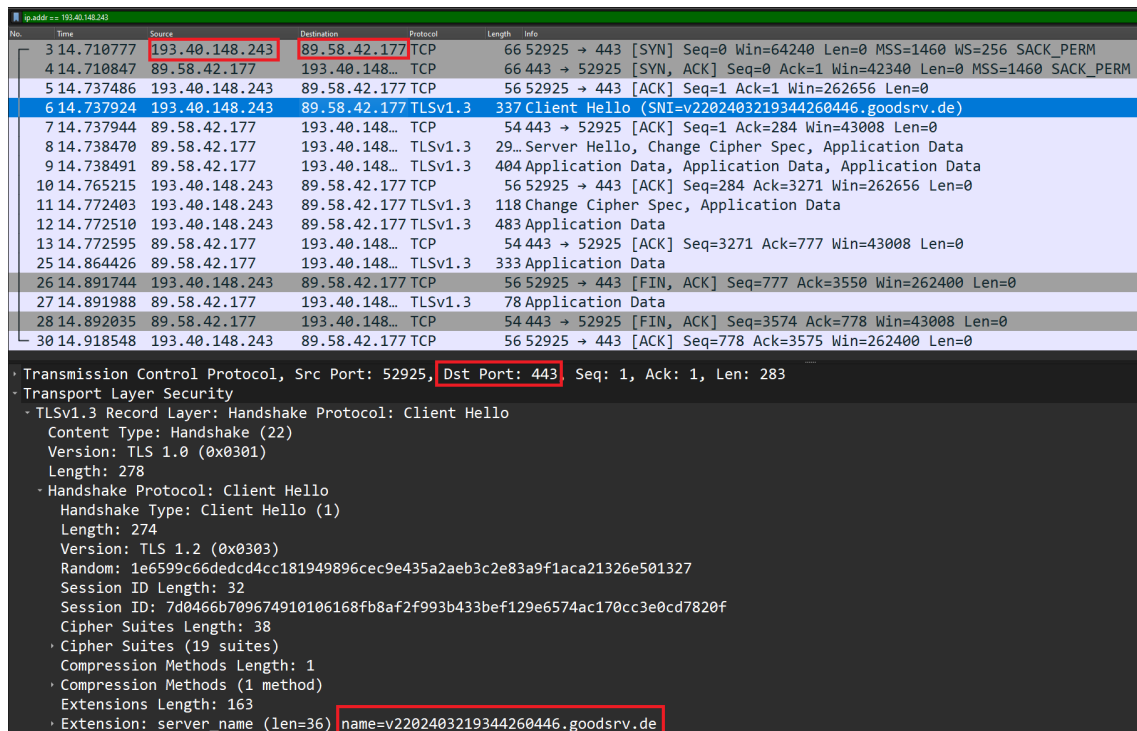 ip.addr == 193.40.148.243
No. Time Source Destination Protocol Length Info
3 14.710777 193.40.148.243 89.58.42.177 TCP 66 52925 → 443 [SYN] Seq=0 Win=64240 Len=0 MSS=1460 WS=256 SACK_PERM
4 14.710847 89.58.42.177 193.40.148… TCP 66 443 → 52925 [SYN, ACK] Seq=0 Ack=1 Win=42340 Len=0 MSS=1460 SACK_PERM
5 14.737486 193.40.148.243 89.58.42.177 TCP 56 52925 → 443 [ACK] Seq=1 Ack=1 Win=262656 Len=0
6 14.737924 193.40.148.243 89.58.42.177 TLSv1.3 337 Client Hello (SNI=v2202403219344260446.goodsrv.de)
7 14.737944 89.58.42.177 193.40.148… TCP 54 443 → 52925 [ACK] Seq=1 Ack=284 Win=43008 Len=0
8 14.738470 89.58.42.177 193.40.148… TLSv1.3 29… Server Hello, Change Cipher Spec, Application Data
9 14.738491 89.58.42.177 193.40.148… TLSv1.3 404 Application Data, Application Data, Application Data
10 14.765215 193.40.148.243 89.58.42.177 TCP 56 52925 → 443 [ACK] Seq=284 Ack=3271 Win=262656 Len=0
11 14.772403 193.40.148.243 89.58.42.177 TLSv1.3 118 Change Cipher Spec, Application Data
12 14.772510 193.40.148.243 89.58.42.177 TLSv1.3 483 Application Data
13 14.772595 89.58.42.177 193.40.148… TCP 54 443 → 52925 [ACK] Seq=3271 Ack=777 Win=43008 Len=0
25 14.864426 89.58.42.177 193.40.148… TLSv1.3 333 Application Data
26 14.891744 193.40.148.243 89.58.42.177 TCP 56 52925 → 443 [FIN, ACK] Seq=777 Ack=3550 Win=262400 Len=0
27 14.891988 89.58.42.177 193.40.148… TLSv1.3 78 Application Data
28 14.892035 89.58.42.177 193.40.148… TCP 54 443 → 52925 [FIN, ACK] Seq=3574 Ack=778 Win=43008 Len=0
30 14.918548 193.40.148.243 89.58.42.177 TCP 56 52925 → 443 [ACK] Seq=778 Ack=3575 Win=262400 Len=0
Transmission Control Protocol, Src Port: 52925, Dst Port: 443, Seq: 1, Ack: 1, Len: 283
Transport Layer Security
TLSv1.3 Record Layer: Handshake Protocol: Client Hello
Content Type: Handshake (22)
Version: TLS 1.0 (0x0301)
Length: 278
Handshake Protocol: Client Hello
Handshake Type: Client Hello (1)
Length: 274
Version: TLS 1.2 (0x0303)
Random: 1e6599c66dedcd4cc181949896cec9e435a2aeb3c2e83a9f1aca21326e501327
Session ID Length: 32
Session ID: 7d0466b709674910106168fb8af2f993b433bef129e6574ac170cc3e0cd7820f
Cipher Suites Length: 38
Cipher Suites (19 suites)
Compression Methods Length: 1
Compression Methods (1 method)
Extensions Length: 163
Extension: server_name (len=36) name=v2202403219344260446.goodsrv.de